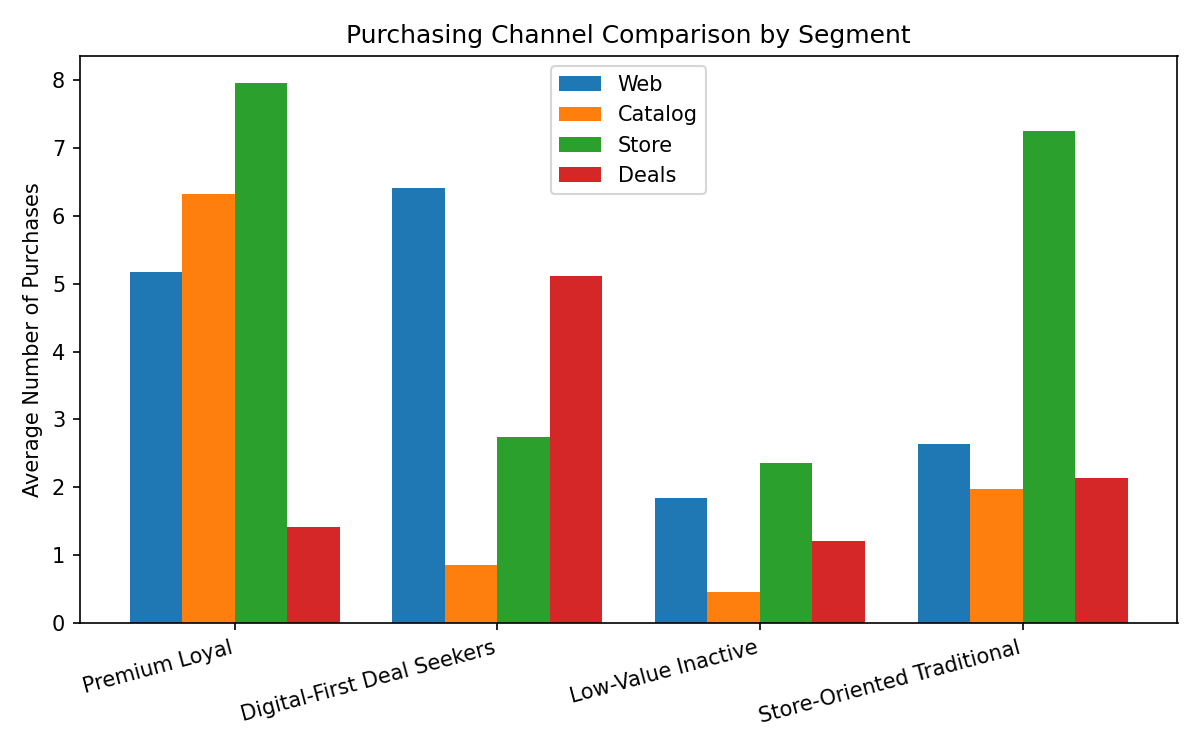 Purchasing Channel Comparison by Segment
Web
Catalog
Store
Deals
Average Number of Purchases
8
7
6
5
4
3
2
1
0
Premium Loyal
Digital-First Deal Seekers
Low-Value Inactive
Store-Oriented Traditional